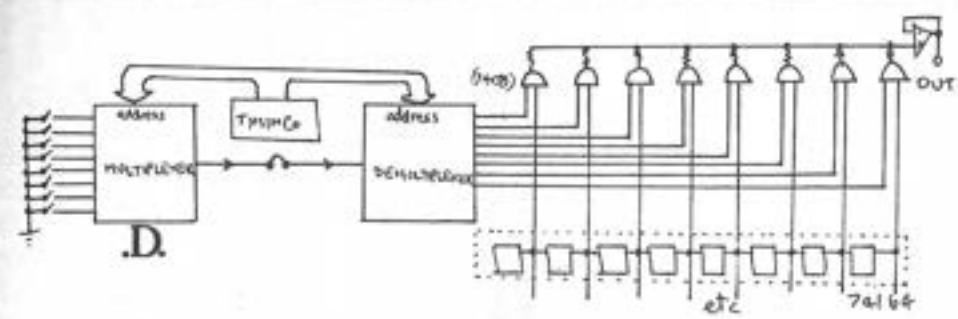 OUT
(7408)
address
TIMING
address
MULTIPLEXER
DEMULTIPLEXER
.D.
etc
74164